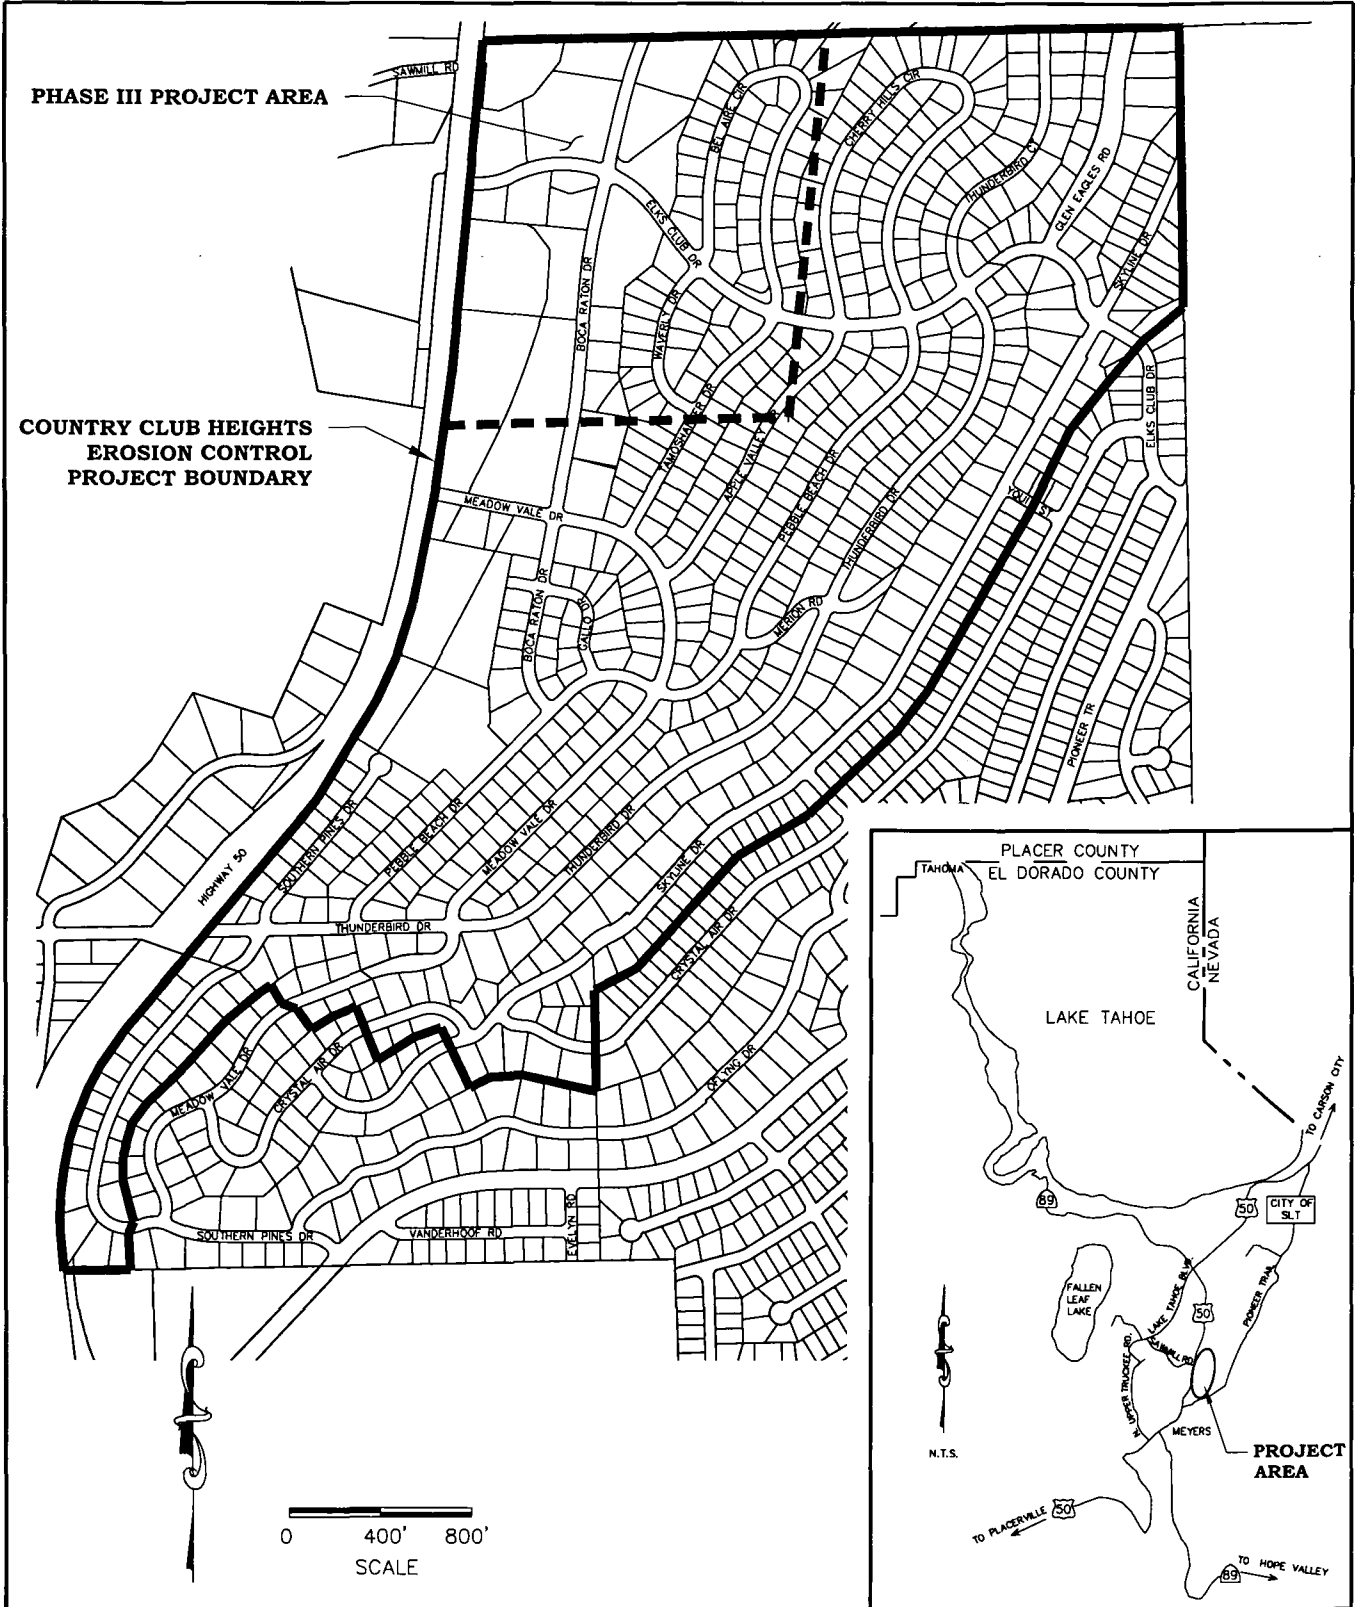 SAWMILL RD
PHASE III PROJECT AREA
BEL AIRE CIR
CHERRY HILLS CIR
THUNDERBIRD CT
GLEN EAGLES RD
SKYLINE DR
ELKS CLUB DR
BOCA RATON DR
WAVERLY DR
ELKS CLUB DR
COUNTRY CLUB HEIGHTS
EROSION CONTROL
PROJECT BOUNDARY
APPLE VALLEY
PEBBLE BEACH DR
THUNDERBIRD DR
MEADOW VALE DR
BOCA RATON DR
GALLO DR
MERION RD
PIONEER TR
SOUTHERN PINES DR
PEBBLE BEACH DR
MEADOW VALE DR
THUNDERBIRD DR
SKYLINE DR
HIGHWAY 50
THUNDERBIRD DR
CRYSTAL AIR DR
MEADOW VALE DR
CRYSTAL AIR DR
OFLYNG DR
SOUTHERN PINES DR
VANDERHOOF RD
EVELYN RD
0 400' 800'
SCALE
PLACER COUNTY
TAHOMA
EL DORADO COUNTY
CALIFORNIA
NEVADA
LAKE TAHOE
TO CARSON CITY
89
50
CITY OF
SLT
FALLEN
LEAF
LAKE
LAKE TAHOE BLVD
50
PIONEER TRAIL
SAWMILL RD
N. UPPER TRUCKEE RD.
MEYERS
N.T.S.
PROJECT
AREA
TO PLACERVILLE
50
89
TO HOPE VALLEY